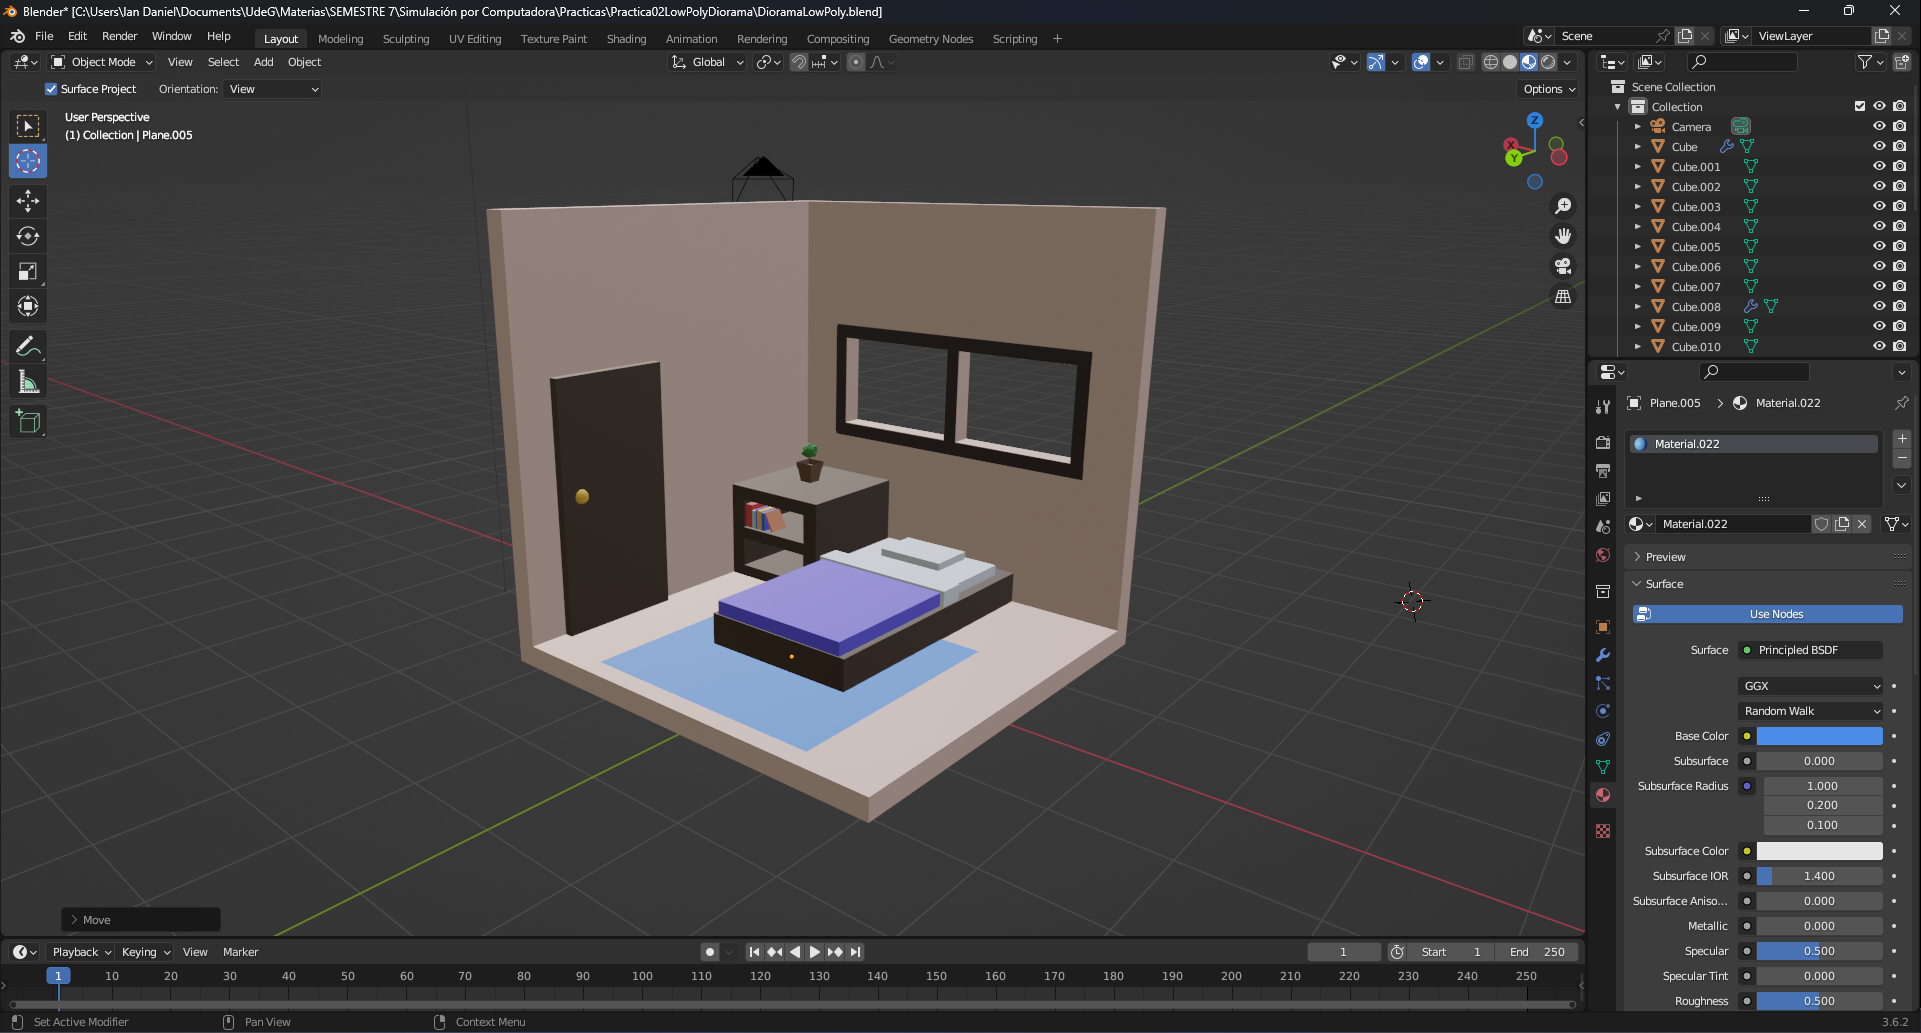 Blender* [C:\Users\Ian Daniel\Documents\UdeG\Materias\SEMESTRE 7\Simulación por Computadora\Practicas\Practica02LowPolyDiorama\DioramaLowPoly.blend]
File Edit Render Window Help Layout Modeling Sculpting UV Editing Texture Paint Shading Animation Rendering Compositing Geometry Nodes Scripting + Scene ViewLayer
Object Mode View Select Add Object Global
Surface Project Orientation: View Options
User Perspective
(1) Collection | Plane.005
Z
X
Y
Move
Scene Collection
Collection
Camera
Cube
Cube.001
Cube.002
Cube.003
Cube.004
Cube.005
Cube.006
Cube.007
Cube.008
Cube.009
Cube.010
Plane.005 > Material.022
Material.022
Material.022
Preview
Surface
Use Nodes
Surface Principled BSDF
GGX
Random Walk
Base Color
Subsurface 0.000
Subsurface Radius 1.000
0.200
0.100
Subsurface Color
Subsurface IOR 1.400
Subsurface Aniso... 0.000
Metallic 0.000
Specular 0.500
Specular Tint 0.000
Roughness 0.500
Playback Keying View Marker 1 Start 1 End 250
1 10 20 30 40 50 60 70 80 90 100 110 120 130 140 150 160 170 180 190 200 210 220 230 240 250
Set Active Modifier Pan View Context Menu 3.6.2